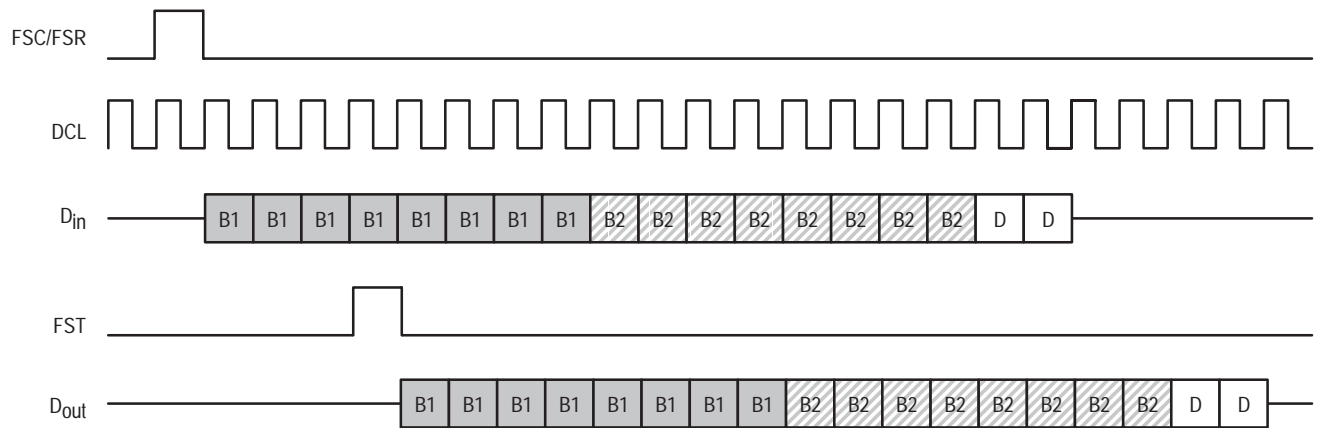 FSC/FSR
DCL
Din B1 B1 B1 B1 B1 B1 B1 B1 B2 B2 B2 B2 B2 B2 B2 B2 D D
FST
Dout B1 B1 B1 B1 B1 B1 B1 B1 B2 B2 B2 B2 B2 B2 B2 B2 D D